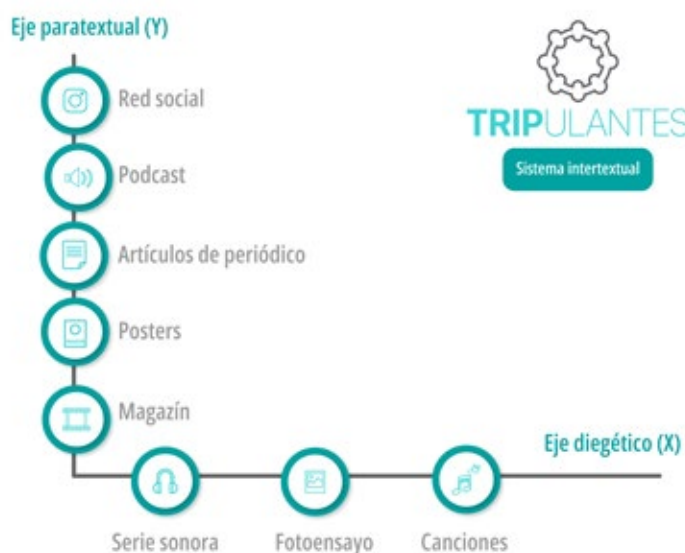 Eje paratextual (Y)
TRIPULANTES
Sistema intertextual
Red social
Podcast
Artículos de periódico
Posters
Magazín
Eje diegético (X)
Serie sonora
Fotoensayo
Canciones